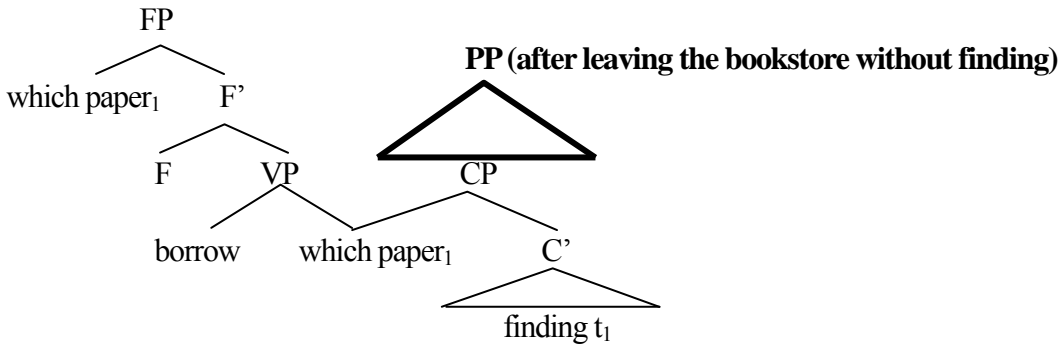 FP
PP (after leaving the bookstore without finding)
which paper₁ F’
F VP CP
borrow which paper₁ C’
finding t₁